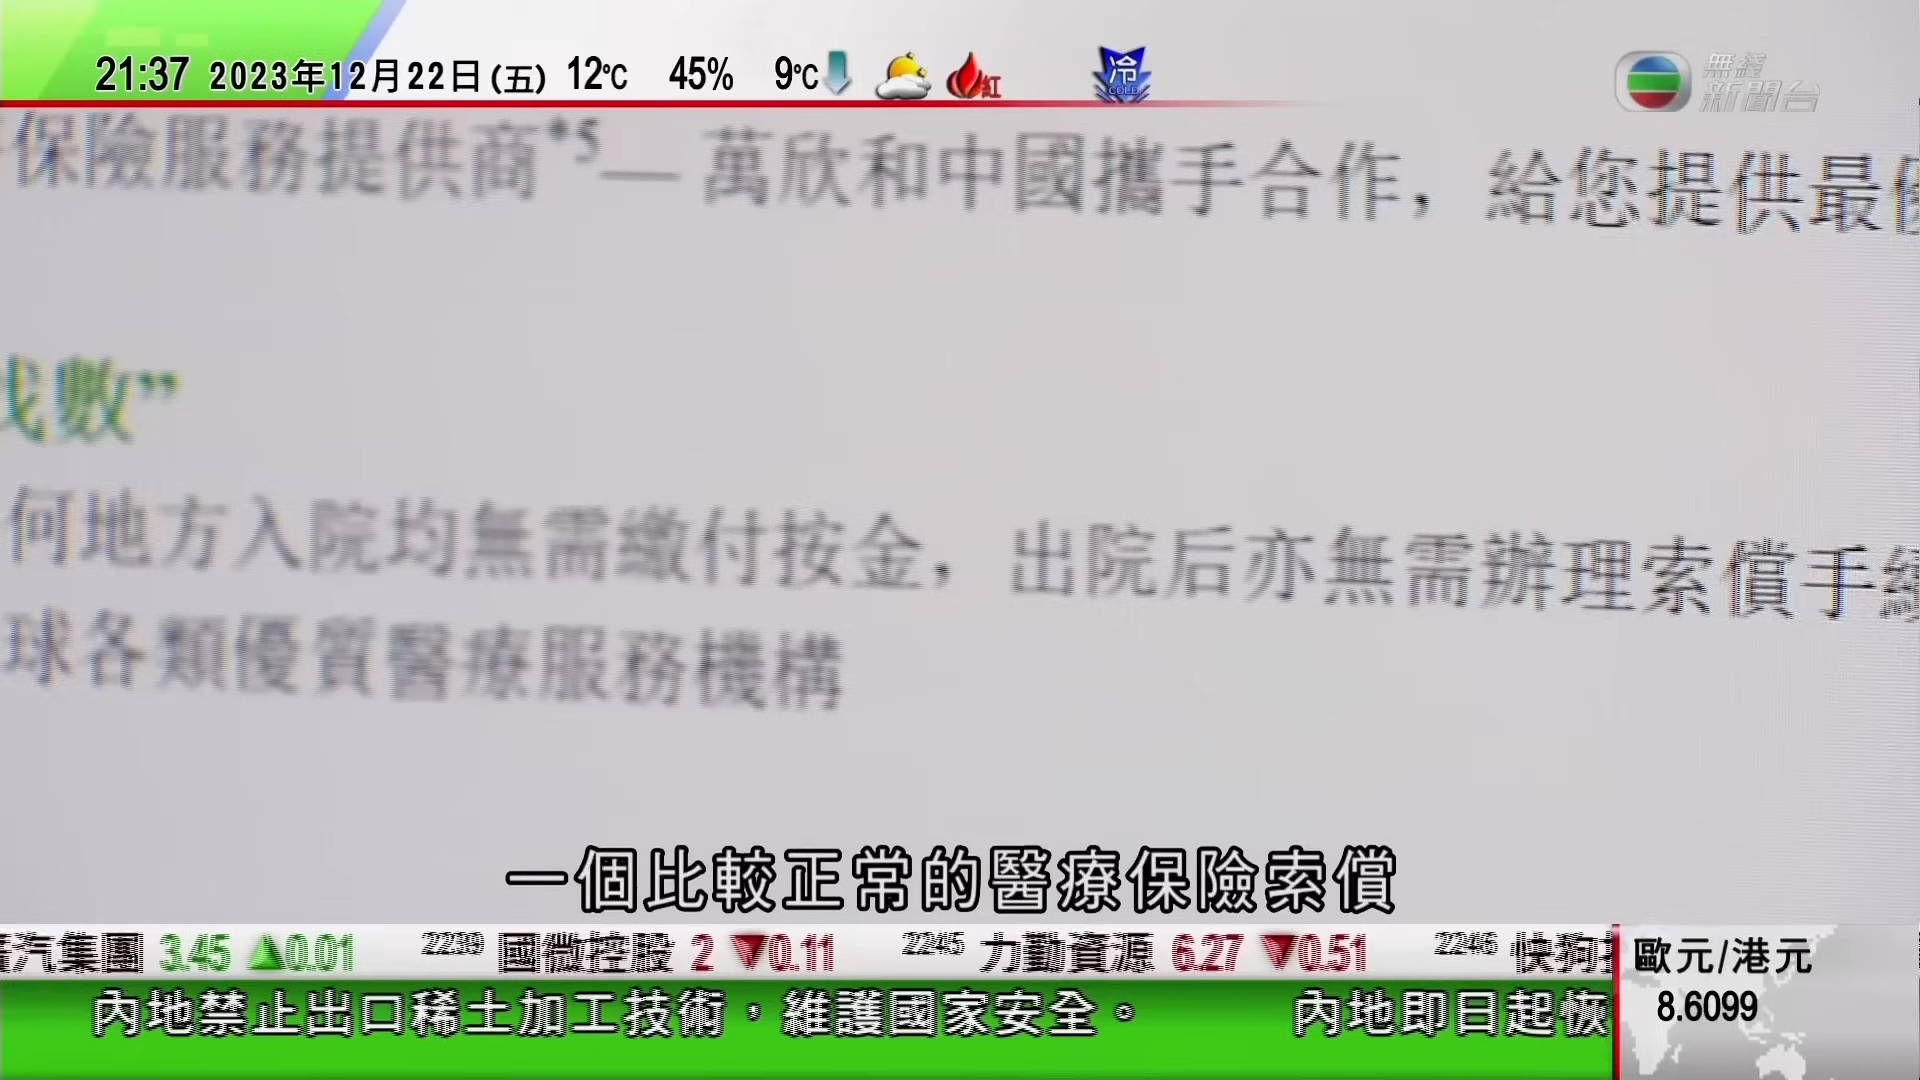 21:37 2023年12月22日(五) 12℃ 45% 9℃ 紅 冷 COLD
無綫新聞台
保險服務提供商*5— 萬欣和中國攜手合作，給您提供最優
數”
何地方入院均無需繳付按金，出院后亦無需辦理索償手續
球各類優質醫療服務機構
一個比較正常的醫療保險索償
汽集團 3.45 ▲0.01 2239 國微控股 2 ▼0.11 2245 力勤資源 6.27 ▼0.51 2246 快狗
歐元/港元
8.6099
內地禁止出口稀土加工技術，維護國家安全。 內地即日起恢